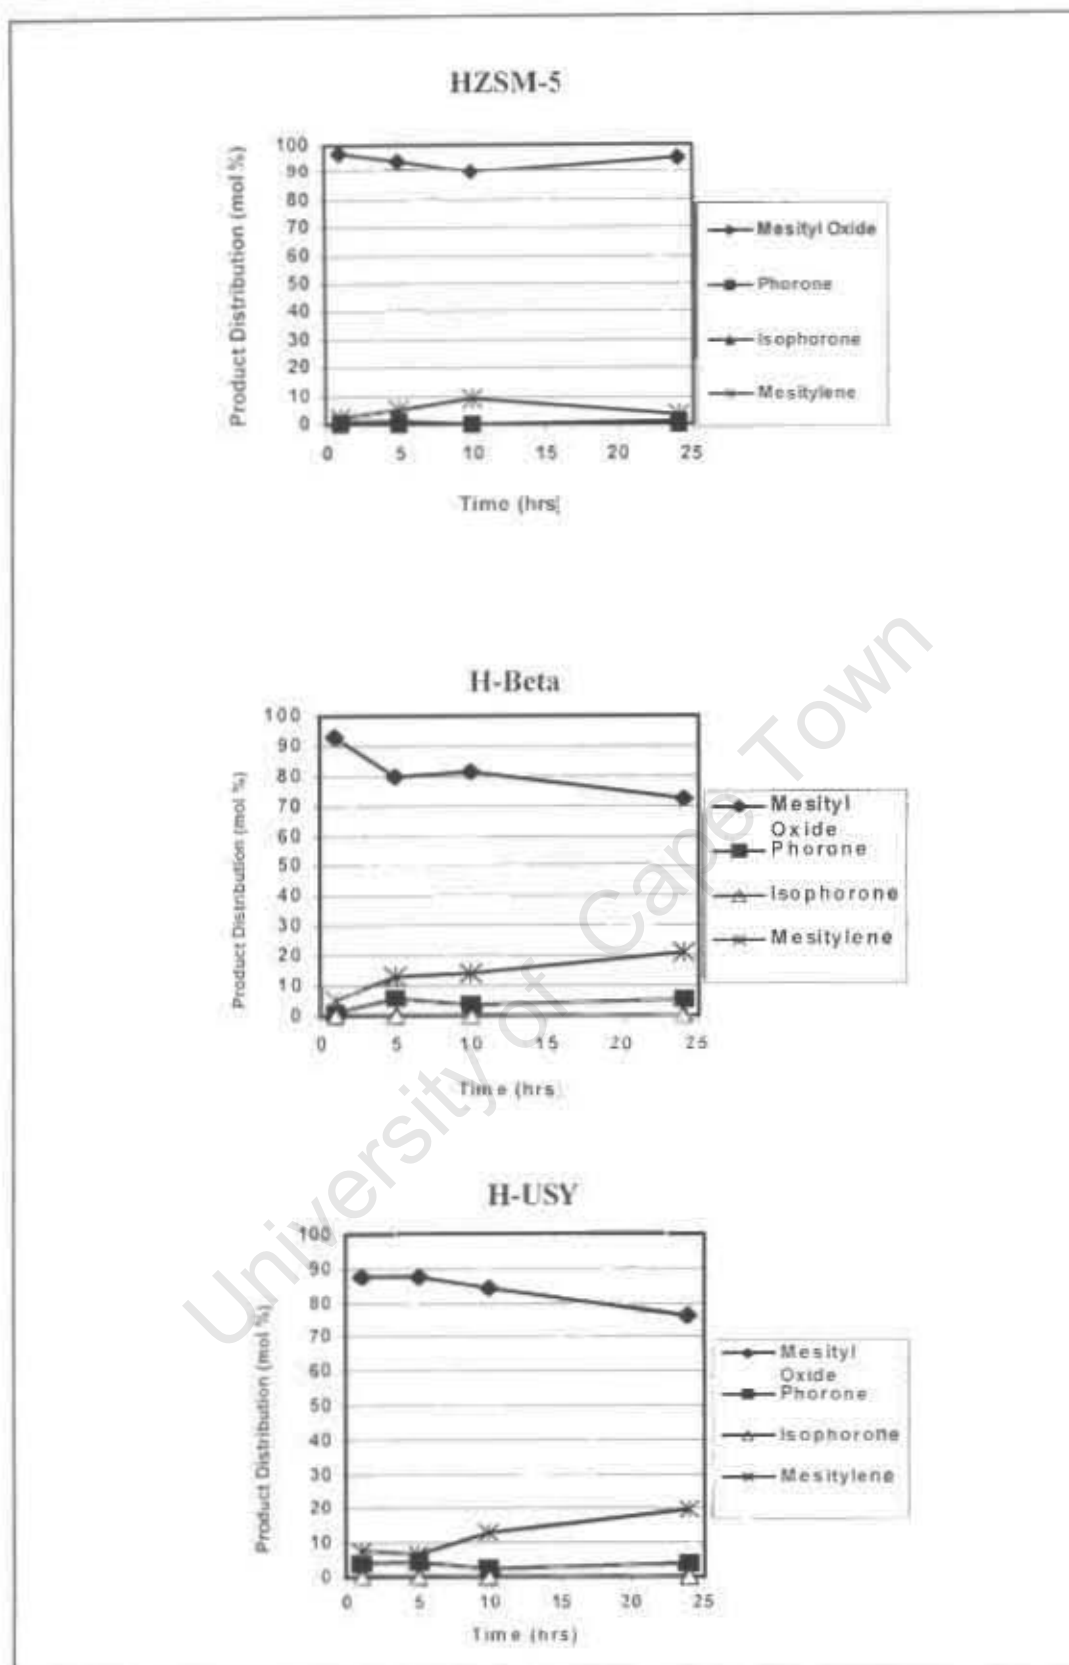 HZSM-5
Product Distribution (mol %)
100
90
80
70
60
50
40
30
20
10
0
0 5 10 15 20 25
Time (hrs)
Mesityl Oxide
Phorone
Isophorone
Mesitylene
H-Beta
Product Distribution (mol %)
100
90
80
70
60
50
40
30
20
10
0
0 5 10 15 20 25
Time (hrs)
Mesityl
Oxide
Phorone
Isophorone
Mesitylene
H-USY
Product Distribution (mol %)
100
90
80
70
60
50
40
30
20
10
0
0 5 10 15 20 25
Time (hrs)
Mesityl
Oxide
Phorone
Isophorone
Mesitylene
University of Cape Town